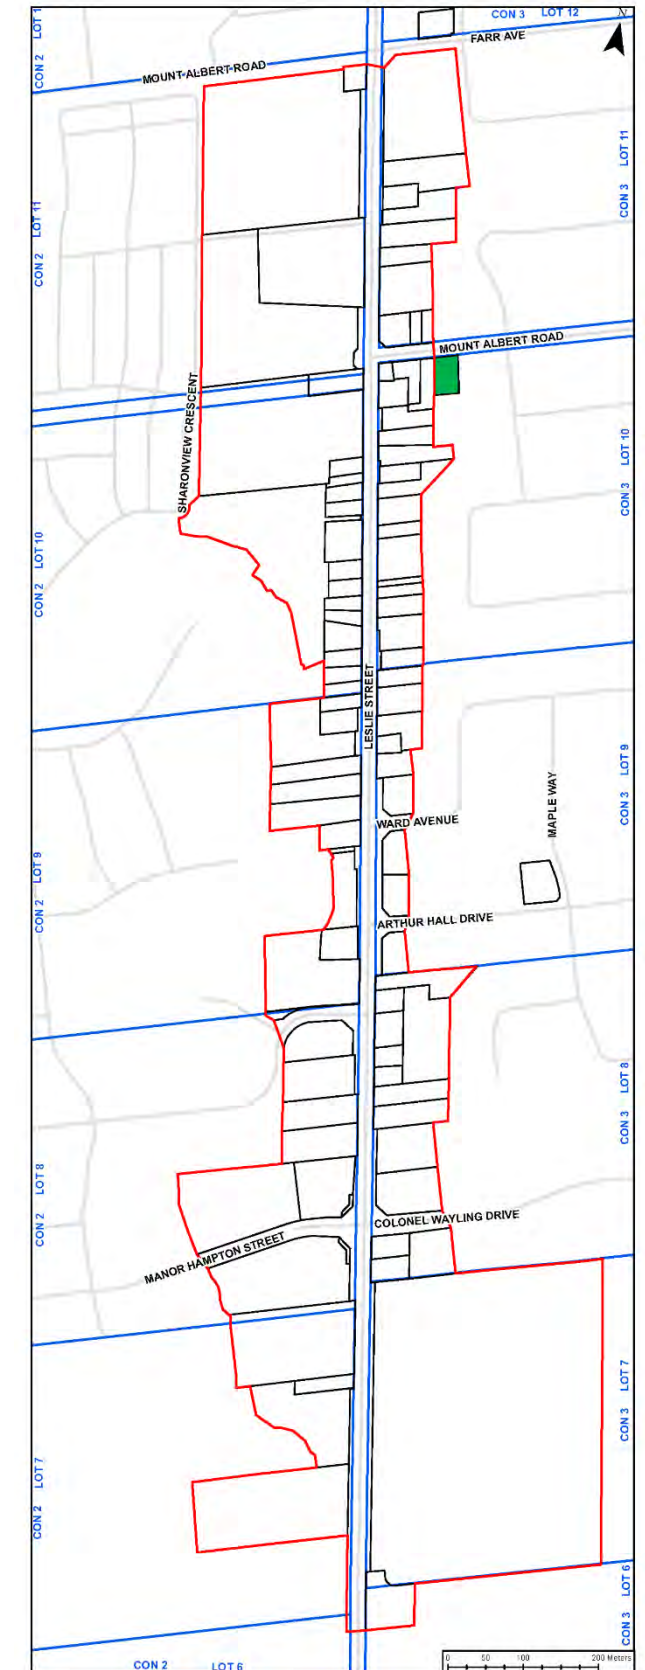 CON 3 LOT 12
N
FARR AVE
LOT 1
CON 2
MOUNT ALBERT ROAD
LOT 11
CON 3
LOT 11
CON 2
MOUNT ALBERT ROAD
SHARONVIEW CRESCENT
LOT 10
CON 3
LOT 10
CON 2
LESLIE STREET
LOT 9
CON 3
MAPLE WAY
WARD AVENUE
LOT 9
CON 2
ARTHUR HALL DRIVE
LOT 8
CON 3
LOT 8
CON 2
COLONEL WAYLING DRIVE
MANOR HAMPTON STREET
LOT 7
CON 3
LOT 7
CON 2
LOT 6
CON 3
CON 2 LOT 6
0 50 100 200 Meters